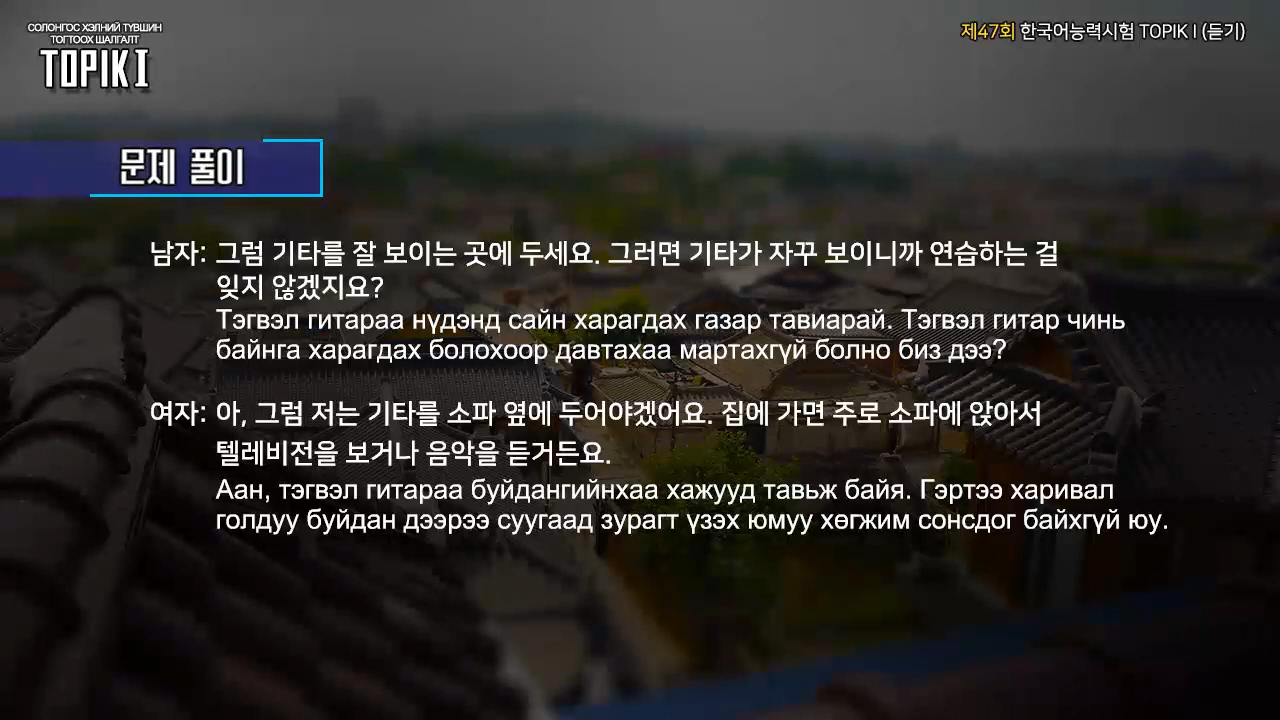 СОЛОНГОС ХЭЛНИЙ ТҮВШИН
ТОГТООХ ШАЛГАЛТ
TOPIK I
제47회 한국어능력시험 TOPIK I (듣기)
문제 풀이
남자: 그럼 기타를 잘 보이는 곳에 두세요. 그러면 기타가 자꾸 보이니까 연습하는 걸
잊지 않겠지요?
Тэгвэл гитараа нүдэнд сайн харагдах газар тавиарай. Тэгвэл гитар чинь
байнга харагдах болохоор давтахаа мартахгүй болно биз дээ?
여자: 아, 그럼 저는 기타를 소파 옆에 두어야겠어요. 집에 가면 주로 소파에 앉아서
텔레비전을 보거나 음악을 듣거든요.
Аан, тэгвэл гитараа буйдангийнхаа хажууд тавьж байя. Гэртээ харивал
голдуу буйдан дээрээ суугаад зурагт үзэх юмуу хөгжим сонсдог байхгүй юу.